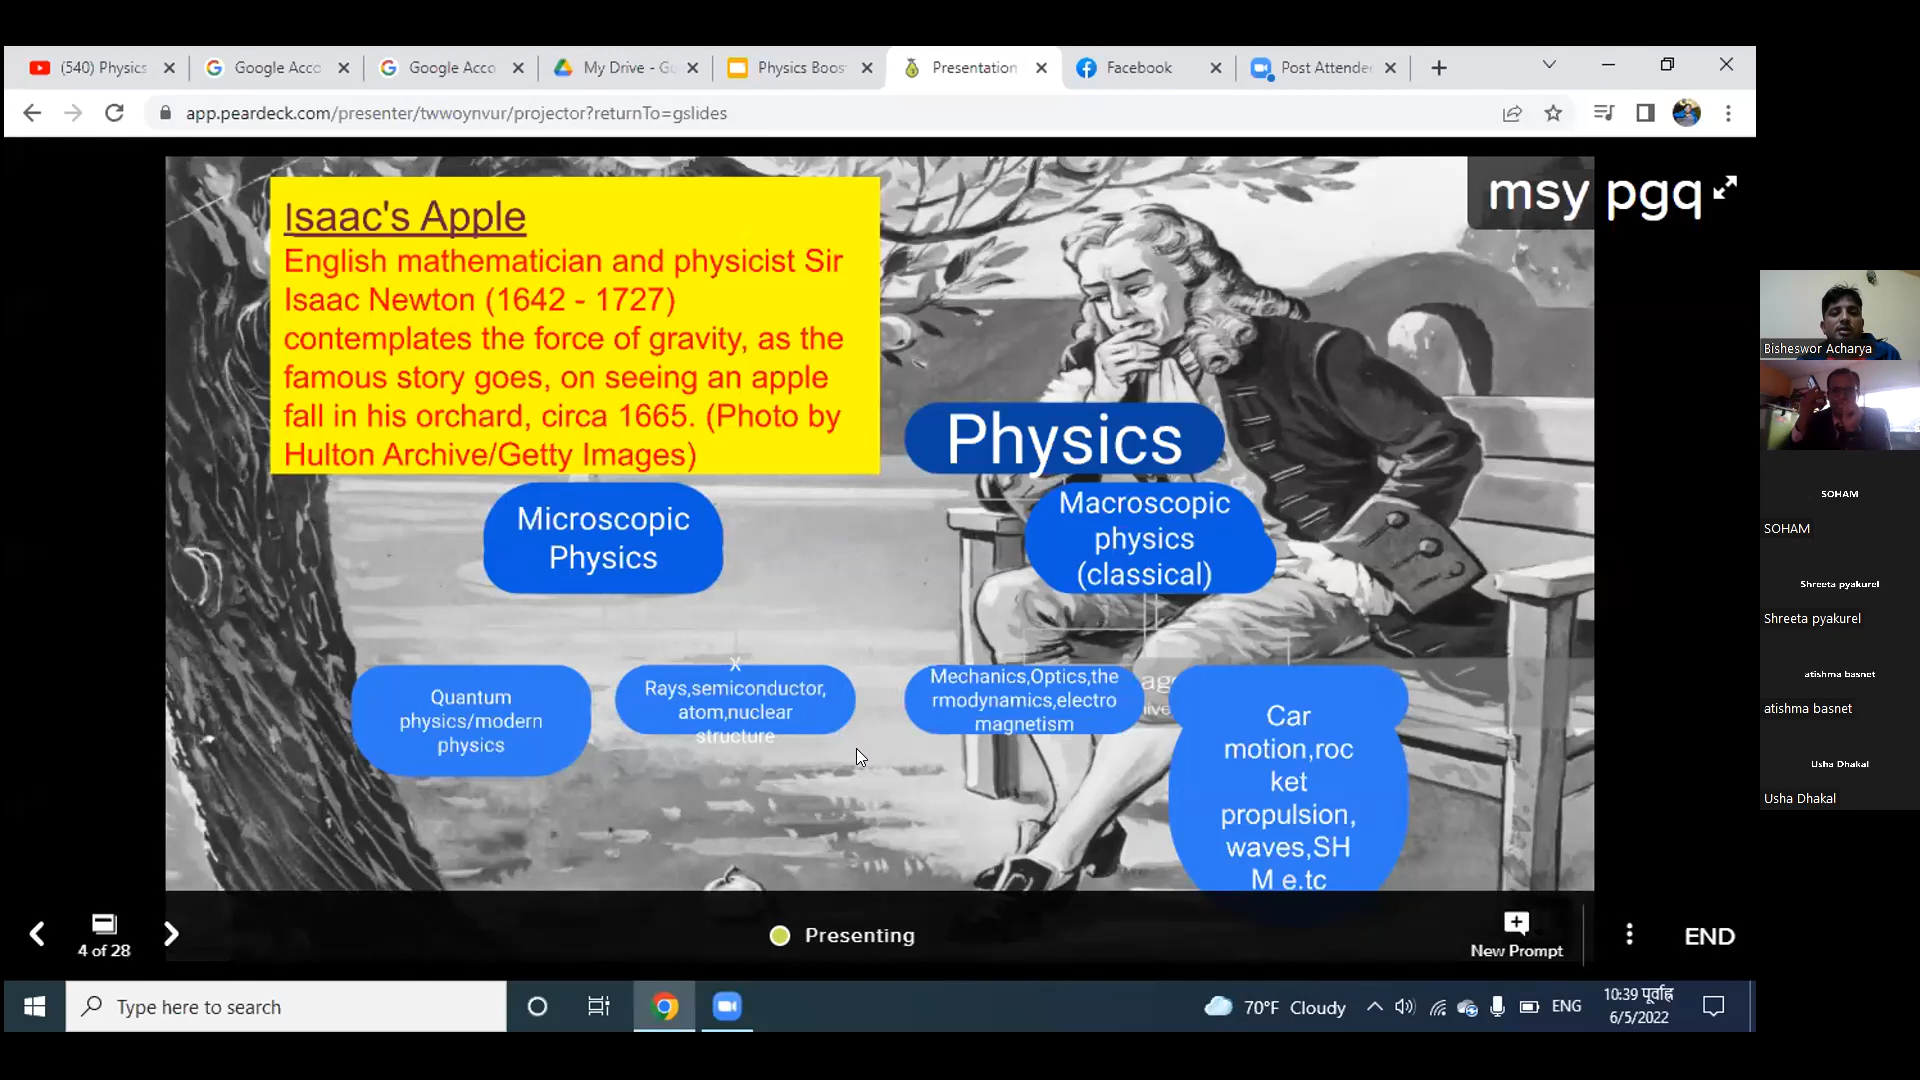 (540) Physics
Google Acco
Google Acco
My Drive - Go
Physics Boos
Presentation
Facebook
Post Attende
app.peardeck.com/presenter/twwoynvur/projector?returnTo=gslides
msy pgq
Isaac's Apple
English mathematician and physicist Sir
Isaac Newton (1642 - 1727)
contemplates the force of gravity, as the
famous story goes, on seeing an apple
fall in his orchard, circa 1665. (Photo by
Hulton Archive/Getty Images)
Physics
Microscopic
Physics
Macroscopic
physics
(classical)
Quantum
physics/modern
physics
X
Rays,semiconductor,
atom,nuclear
structure
Mechanics,Optics,the
rmodynamics,electro
magnetism
Car
motion,roc
ket
propulsion,
waves,SH
M e.tc
Bisheswor Acharya
SOHAM
SOHAM
Shreeta pyakurel
Shreeta pyakurel
atishma basnet
atishma basnet
Usha Dhakal
Usha Dhakal
4 of 28
Presenting
New Prompt
END
Type here to search
70°F Cloudy
ENG
10:39 पूर्वाह्न
6/5/2022